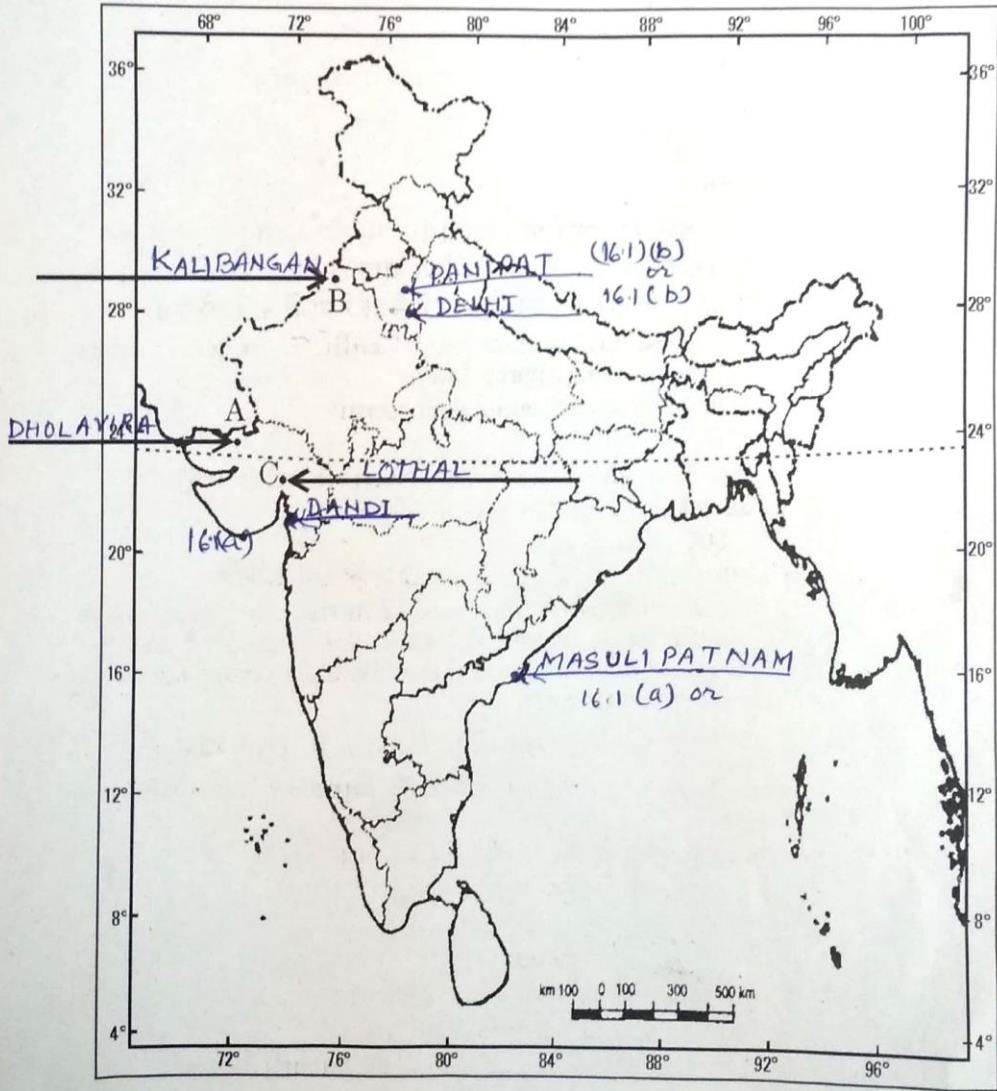 68° 72° 76° 80° 84° 88° 92° 96° 100°
36° 36°
32° 32°
KALIBANGAN PANIPAT (16.1)(b)
or
B DELHI 16.1(b)
28° 28°
A
DHOLAVIRA
24° 24°
C LOTHAL
DANDI
16(a)
20° 20°
MASULIPATNAM
16° 16°
16.1 (a) or
12° 12°
8° 8°
km 100 0 100 300 500 km
4° 4°
72° 76° 80° 84° 88° 92° 96°